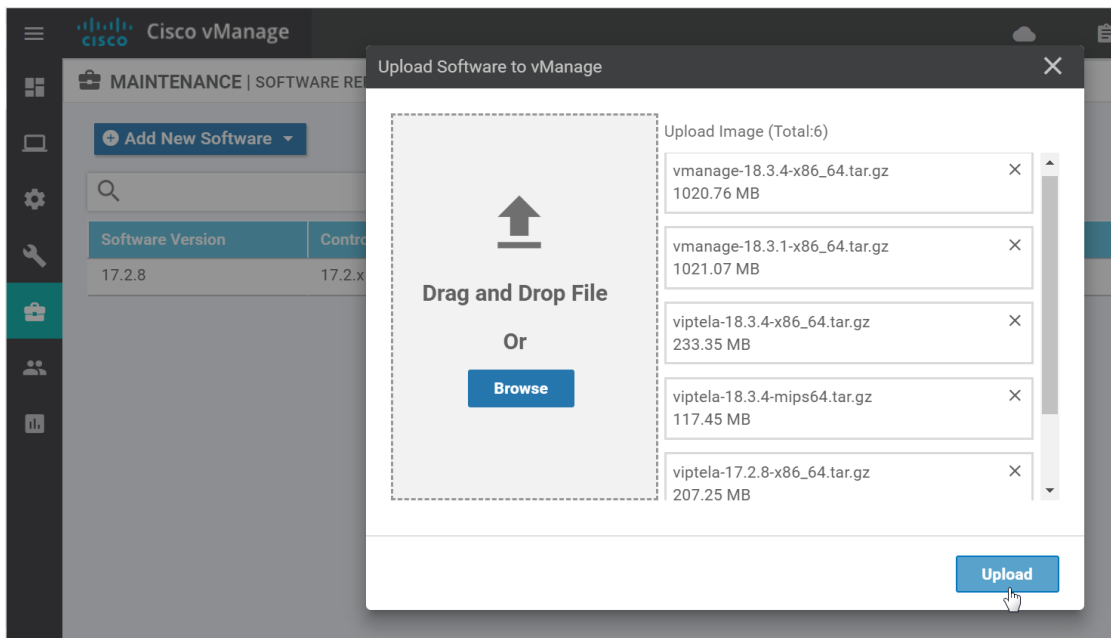 CISCO
Cisco vManage
MAINTENANCE | SOFTWARE RE
Add New Software
Software Version
Contro
17.2.8
17.2.x
Upload Software to vManage
Drag and Drop File
Or
Browse
Upload Image (Total:6)
vmanage-18.3.4-x86_64.tar.gz
1020.76 MB
vmanage-18.3.1-x86_64.tar.gz
1021.07 MB
viptela-18.3.4-x86_64.tar.gz
233.35 MB
viptela-18.3.4-mips64.tar.gz
117.45 MB
viptela-17.2.8-x86_64.tar.gz
207.25 MB
Upload